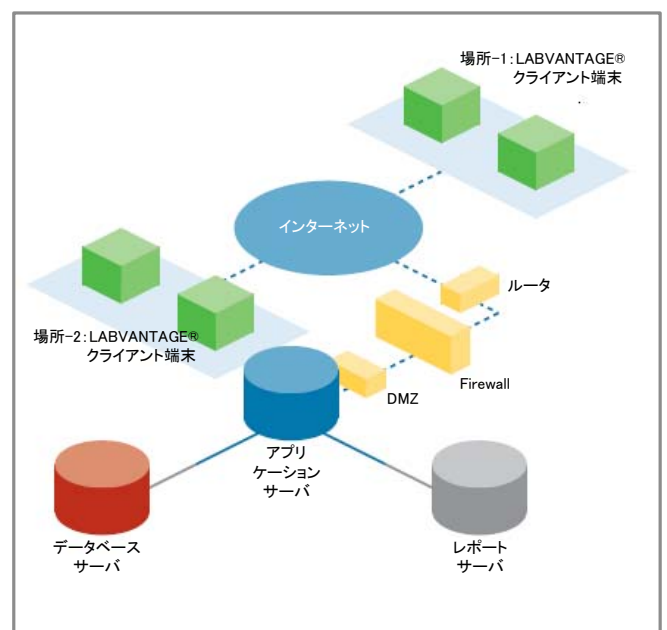 場所-1:LABVANTAGE®
クライアント端末
インターネット
ルータ
場所-2:LABVANTAGE®
クライアント端末
Firewall
DMZ
アプリ
ケーション
サーバ
データベース
サーバ
レポート
サーバ